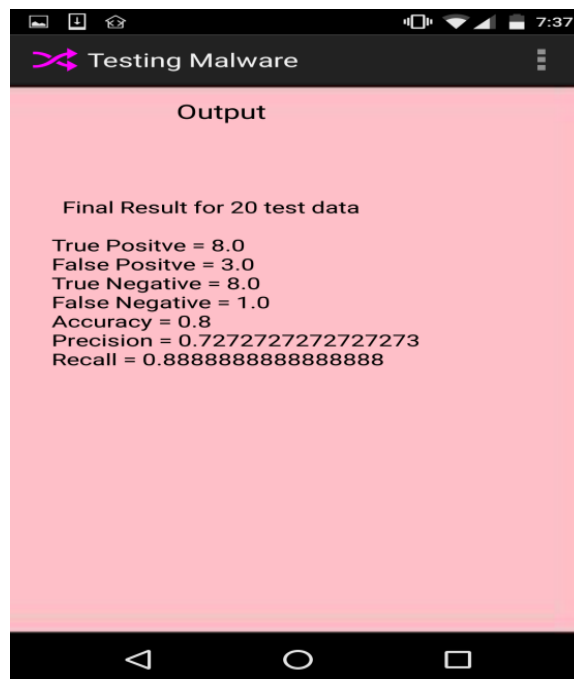 7:37
Testing Malware
Output
Final Result for 20 test data
True Positve = 8.0
False Positve = 3.0
True Negative = 8.0
False Negative = 1.0
Accuracy = 0.8
Precision = 0.7272727272727273
Recall = 0.8888888888888888